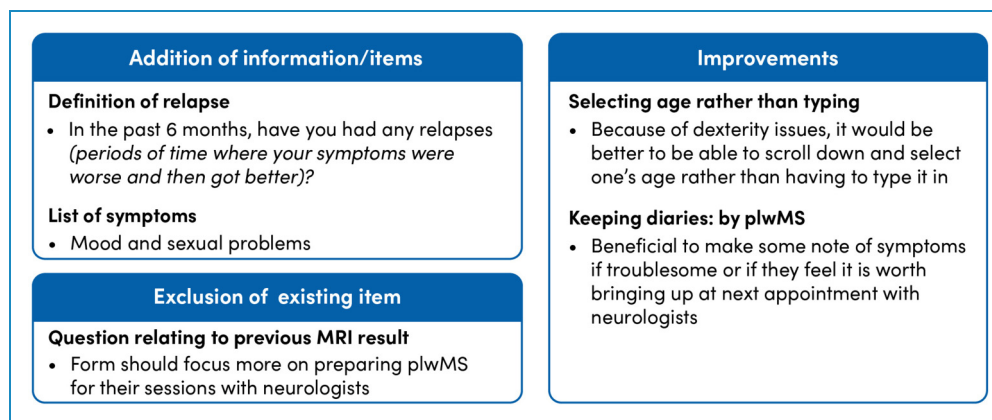 Addition of information/items
Definition of relapse
• In the past 6 months, have you had any relapses
(periods of time where your symptoms were
worse and then got better)?
List of symptoms
• Mood and sexual problems
Exclusion of existing item
Question relating to previous MRI result
• Form should focus more on preparing plwMS
for their sessions with neurologists
Improvements
Selecting age rather than typing
• Because of dexterity issues, it would be
better to be able to scroll down and select
one's age rather than having to type it in
Keeping diaries: by plwMS
• Beneficial to make some note of symptoms
if troublesome or if they feel it is worth
bringing up at next appointment with
neurologists